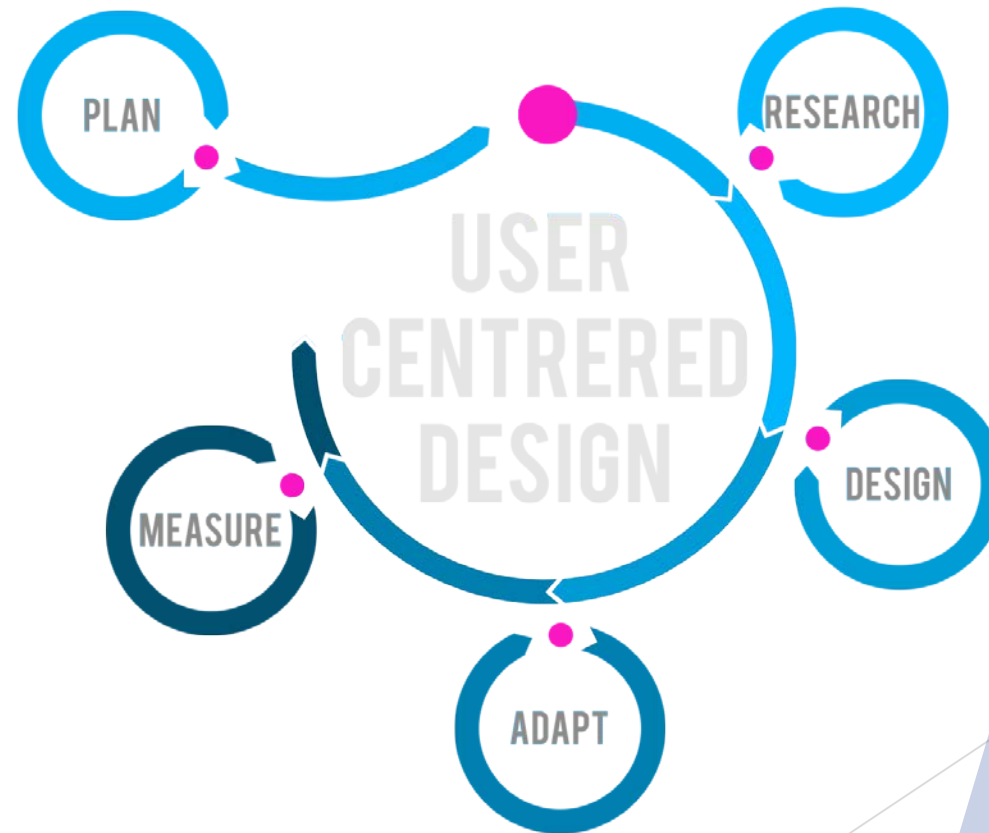 PLAN
RESEARCH
USER
CENTRERED
DESIGN
DESIGN
MEASURE
ADAPT